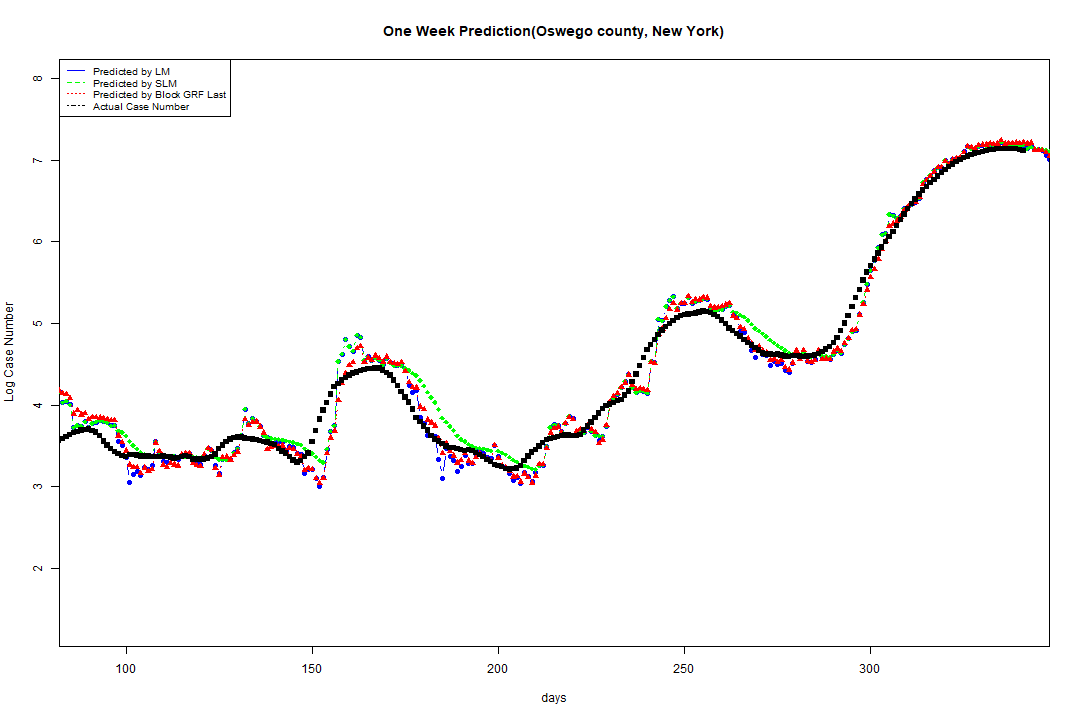 One Week Prediction(Oswego county, New York)
Predicted by LM
Predicted by SLM
Predicted by Block GRF Last
Actual Case Number
8
7
6
5
4
3
2
Log Case Number
100 150 200 250 300
days